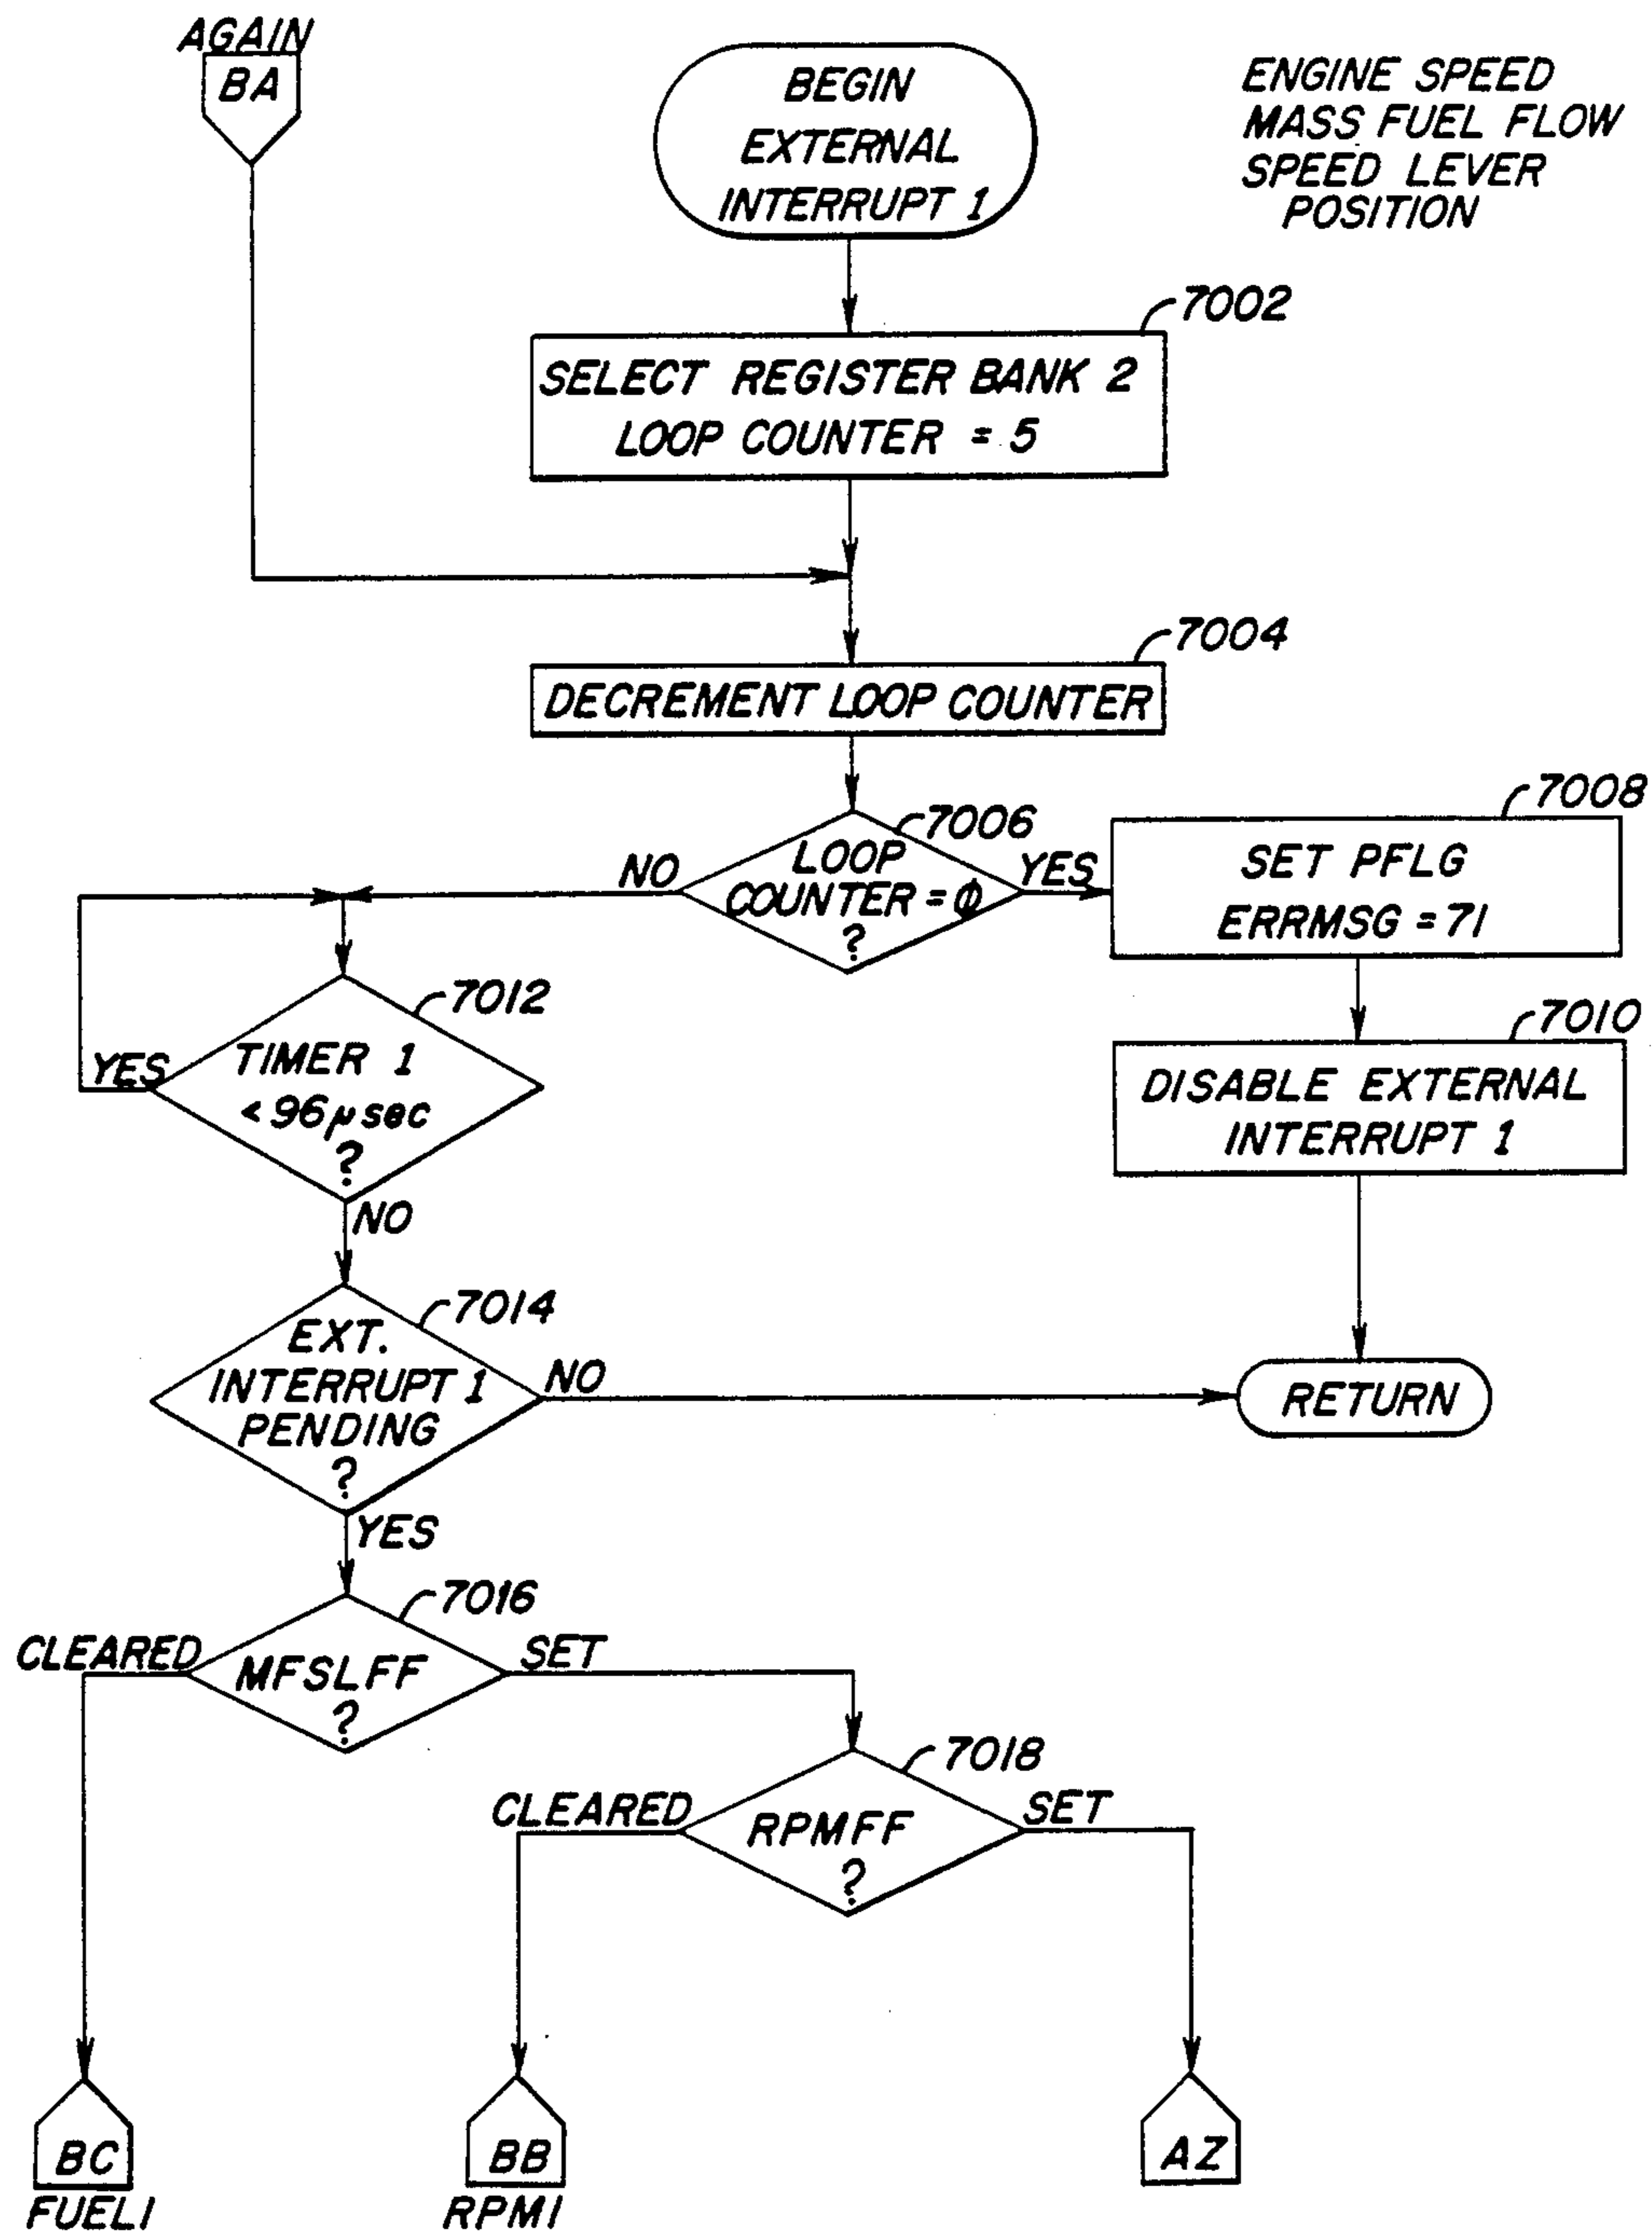 AGAIN
BA
BEGIN
EXTERNAL
INTERRUPT 1
ENGINE SPEED
MASS FUEL FLOW
SPEED LEVER
POSITION
7002
SELECT REGISTER BANK 2
LOOP COUNTER = 5
7004
DECREMENT LOOP COUNTER
7006
LOOP
COUNTER = ϕ
?
NO
YES
7008
SET PFLG
ERRMSG = 71
7010
DISABLE EXTERNAL
INTERRUPT 1
7012
TIMER 1
< 96 μsec
?
YES
NO
7014
EXT.
INTERRUPT 1
PENDING
?
NO
RETURN
YES
7016
CLEARED
MFSLFF
?
SET
7018
CLEARED
RPMFF
?
SET
BC
FUEL1
BB
RPM1
AZ